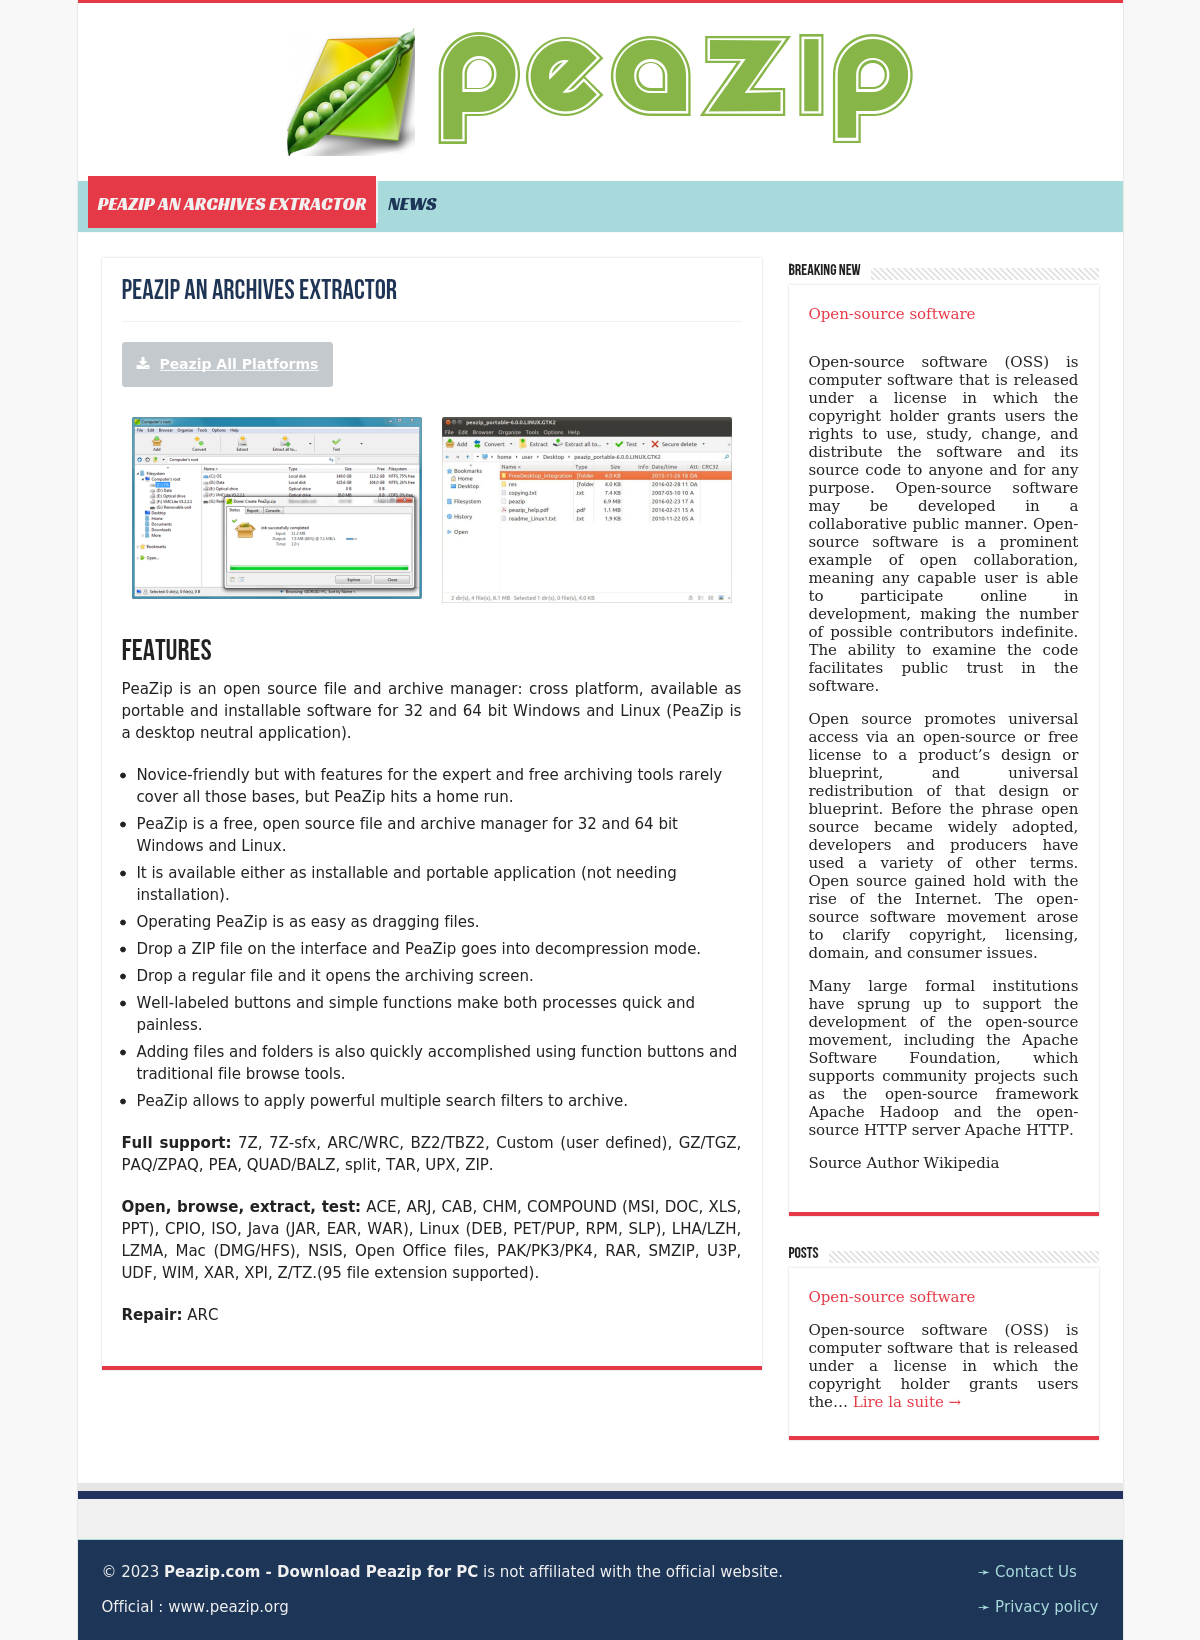 peazip
PEAZIP AN ARCHIVES EXTRACTOR
NEWS
PEAZIP AN ARCHIVES EXTRACTOR
Peazip All Platforms
FEATURES
PeaZip is an open source file and archive manager: cross platform, available as
portable and installable software for 32 and 64 bit Windows and Linux (PeaZip is
a desktop neutral application).
• Novice-friendly but with features for the expert and free archiving tools rarely
cover all those bases, but PeaZip hits a home run.
• PeaZip is a free, open source file and archive manager for 32 and 64 bit
Windows and Linux.
• It is available either as installable and portable application (not needing
installation).
• Operating PeaZip is as easy as dragging files.
• Drop a ZIP file on the interface and PeaZip goes into decompression mode.
• Drop a regular file and it opens the archiving screen.
• Well-labeled buttons and simple functions make both processes quick and
painless.
• Adding files and folders is also quickly accomplished using function buttons and
traditional file browse tools.
• PeaZip allows to apply powerful multiple search filters to archive.
Full support: 7Z, 7Z-sfx, ARC/WRC, BZ2/TBZ2, Custom (user defined), GZ/TGZ,
PAQ/ZPAQ, PEA, QUAD/BALZ, split, TAR, UPX, ZIP.
Open, browse, extract, test: ACE, ARJ, CAB, CHM, COMPOUND (MSI, DOC, XLS,
PPT), CPIO, ISO, Java (JAR, EAR, WAR), Linux (DEB, PET/PUP, RPM, SLP), LHA/LZH,
LZMA, Mac (DMG/HFS), NSIS, Open Office files, PAK/PK3/PK4, RAR, SMZIP, U3P,
UDF, WIM, XAR, XPI, Z/TZ.(95 file extension supported).
Repair: ARC
BREAKING NEW
Open-source software
Open-source software (OSS) is
computer software that is released
under a license in which the
copyright holder grants users the
rights to use, study, change, and
distribute the software and its
source code to anyone and for any
purpose. Open-source software
may be developed in a
collaborative public manner. Open-
source software is a prominent
example of open collaboration,
meaning any capable user is able
to participate online in
development, making the number
of possible contributors indefinite.
The ability to examine the code
facilitates public trust in the
software.
Open source promotes universal
access via an open-source or free
license to a product’s design or
blueprint, and universal
redistribution of that design or
blueprint. Before the phrase open
source became widely adopted,
developers and producers have
used a variety of other terms.
Open source gained hold with the
rise of the Internet. The open-
source software movement arose
to clarify copyright, licensing,
domain, and consumer issues.
Many large formal institutions
have sprung up to support the
development of the open-source
movement, including the Apache
Software Foundation, which
supports community projects such
as the open-source framework
Apache Hadoop and the open-
source HTTP server Apache HTTP.
Source Author Wikipedia
POSTS
Open-source software
Open-source software (OSS) is
computer software that is released
under a license in which the
copyright holder grants users
the… Lire la suite →
© 2023 Peazip.com - Download Peazip for PC is not affiliated with the official website.
Official : www.peazip.org
➛ Contact Us
➛ Privacy policy